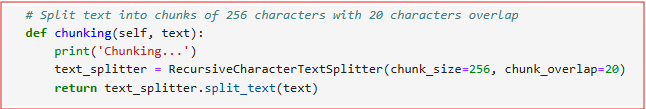 # Split text into chunks of 256 characters with 20 characters overlap
def chunking(self, text):
    print('Chunking...')
    text_splitter = RecursiveCharacterTextSplitter(chunk_size=256, chunk_overlap=20)
    return text_splitter.split_text(text)